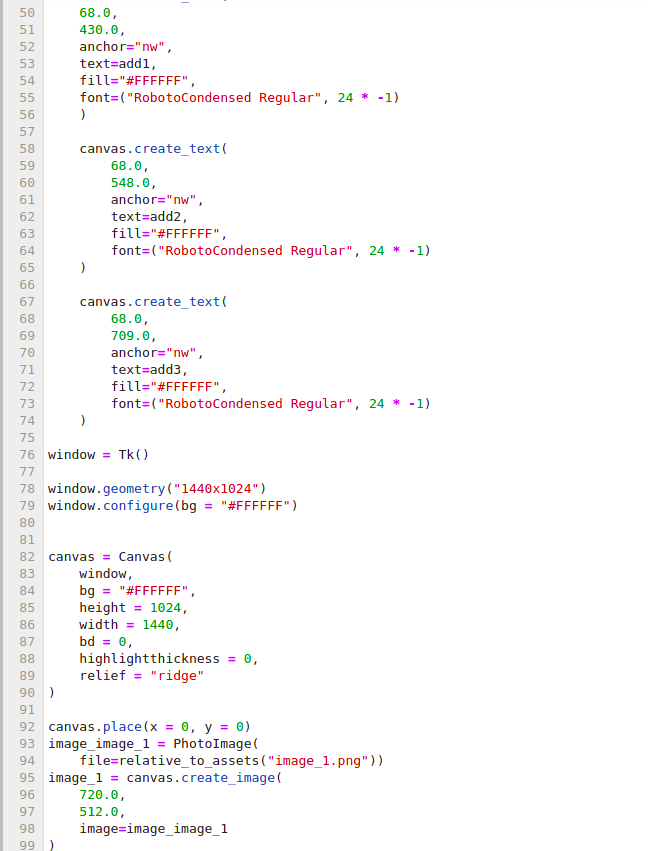 50     68.0,
51     430.0,
52     anchor="nw",
53     text=add1,
54     fill="#FFFFFF",
55     font=("RobotoCondensed Regular", 24 * -1)
56     )
57
58     canvas.create_text(
59         68.0,
60         548.0,
61         anchor="nw",
62         text=add2,
63         fill="#FFFFFF",
64         font=("RobotoCondensed Regular", 24 * -1)
65     )
66
67     canvas.create_text(
68         68.0,
69         709.0,
70         anchor="nw",
71         text=add3,
72         fill="#FFFFFF",
73         font=("RobotoCondensed Regular", 24 * -1)
74     )
75
76 window = Tk()
77
78 window.geometry("1440x1024")
79 window.configure(bg = "#FFFFFF")
80
81
82 canvas = Canvas(
83     window,
84     bg = "#FFFFFF",
85     height = 1024,
86     width = 1440,
87     bd = 0,
88     highlightthickness = 0,
89     relief = "ridge"
90 )
91
92 canvas.place(x = 0, y = 0)
93 image_image_1 = PhotoImage(
94     file=relative_to_assets("image_1.png"))
95 image_1 = canvas.create_image(
96     720.0,
97     512.0,
98     image=image_image_1
99 )